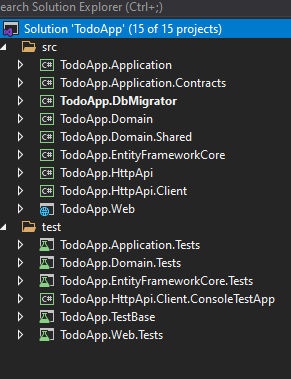 earch Solution Explorer (Ctrl+;)
Solution 'TodoApp' (15 of 15 projects)
src
C# TodoApp.Application
C# TodoApp.Application.Contracts
C# TodoApp.DbMigrator
C# TodoApp.Domain
C# TodoApp.Domain.Shared
C# TodoApp.EntityFrameworkCore
C# TodoApp.HttpApi
C# TodoApp.HttpApi.Client
TodoApp.Web
test
TodoApp.Application.Tests
TodoApp.Domain.Tests
TodoApp.EntityFrameworkCore.Tests
C# TodoApp.HttpApi.Client.ConsoleTestApp
TodoApp.TestBase
TodoApp.Web.Tests